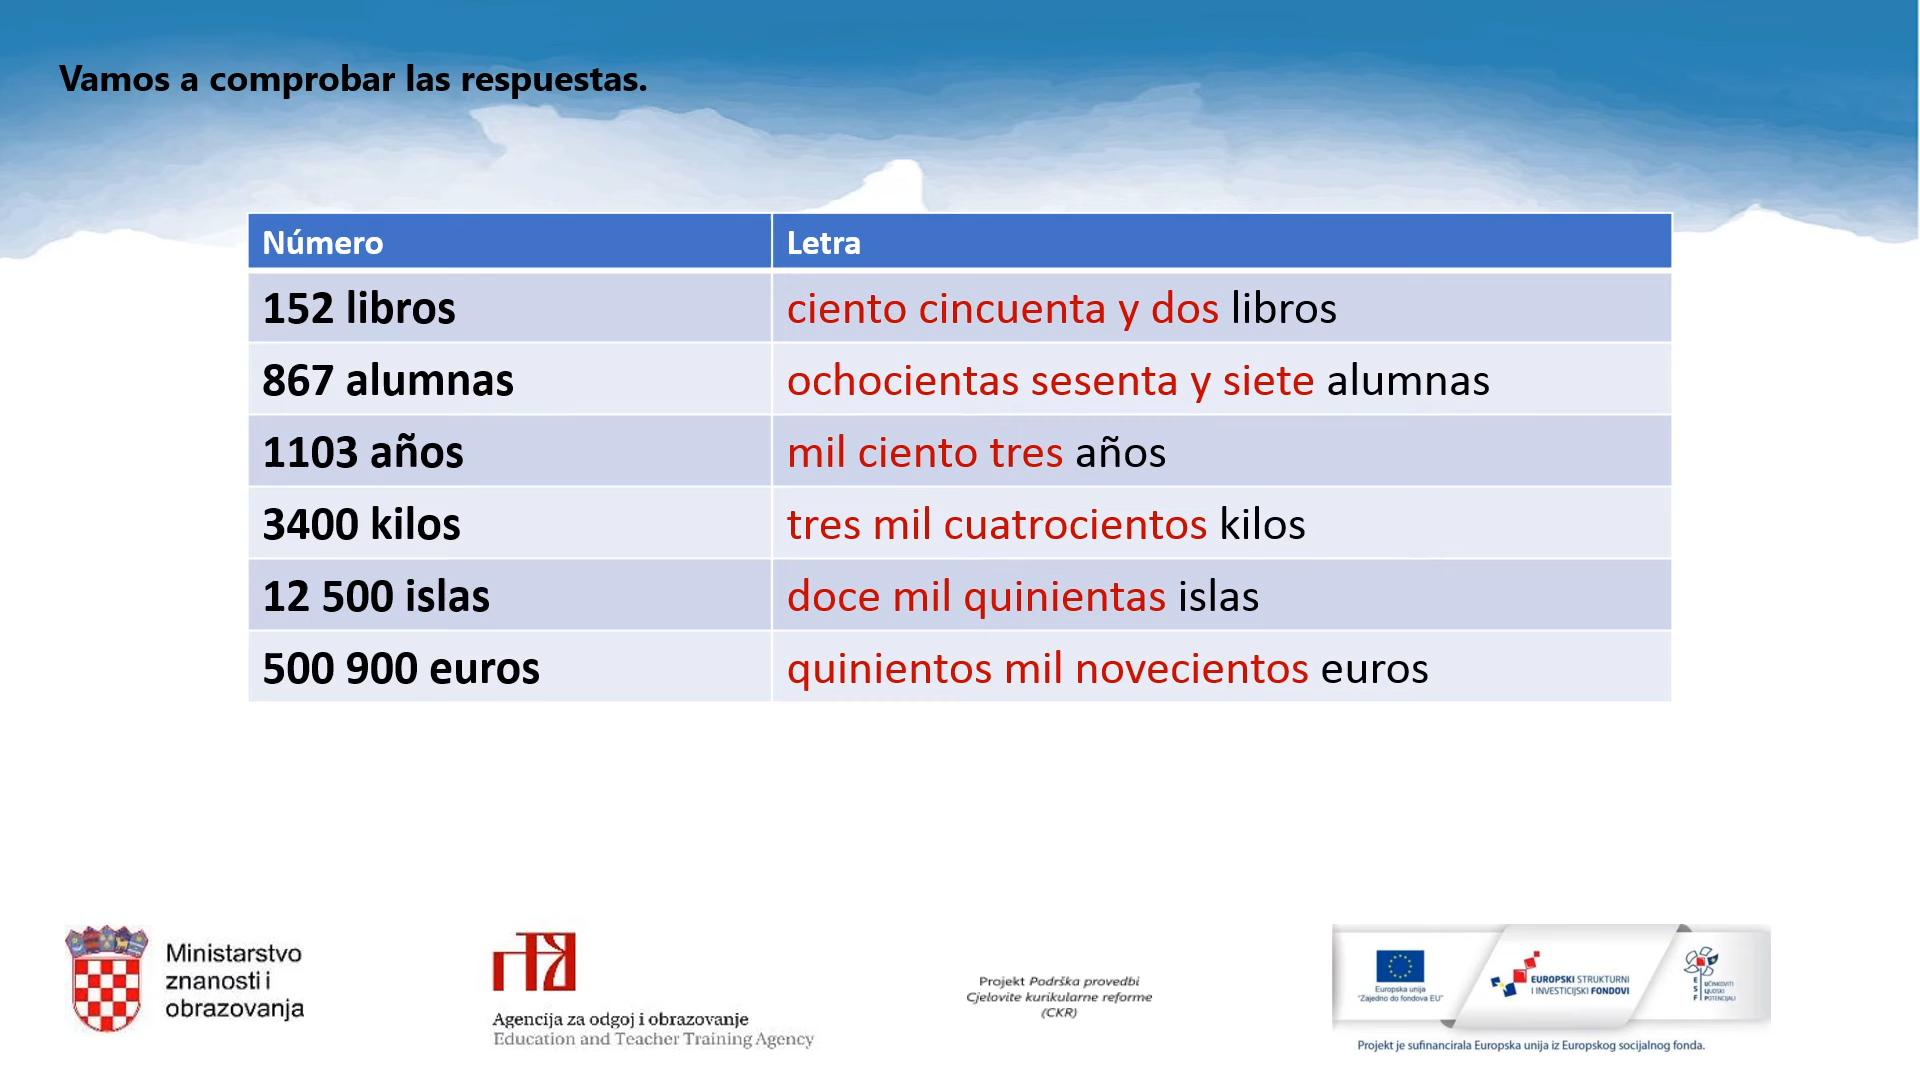 Vamos a comprobar las respuestas.
Número Letra
152 libros ciento cincuenta y dos libros
867 alumnas ochocientas sesenta y siete alumnas
1103 años mil ciento tres años
3400 kilos tres mil cuatrocientos kilos
12 500 islas doce mil quinientas islas
500 900 euros quinientos mil novecientos euros
Ministarstvo
znanosti i
obrazovanja
Agencija za odgoj i obrazovanje
Education and Teacher Training Agency
Projekt Podrška provedbi
Cjelovite kurikularne reforme
(CKR)
Europska unija
"Zajedno do fondova EU"
EUROPSKI STRUKTURNI
I INVESTICIJSKI FONDOVI
ESF
UČINKOVITI
LJUDSKI
POTENCIJALI
Projekt je sufinancirala Europska unija iz Europskog socijalnog fonda.